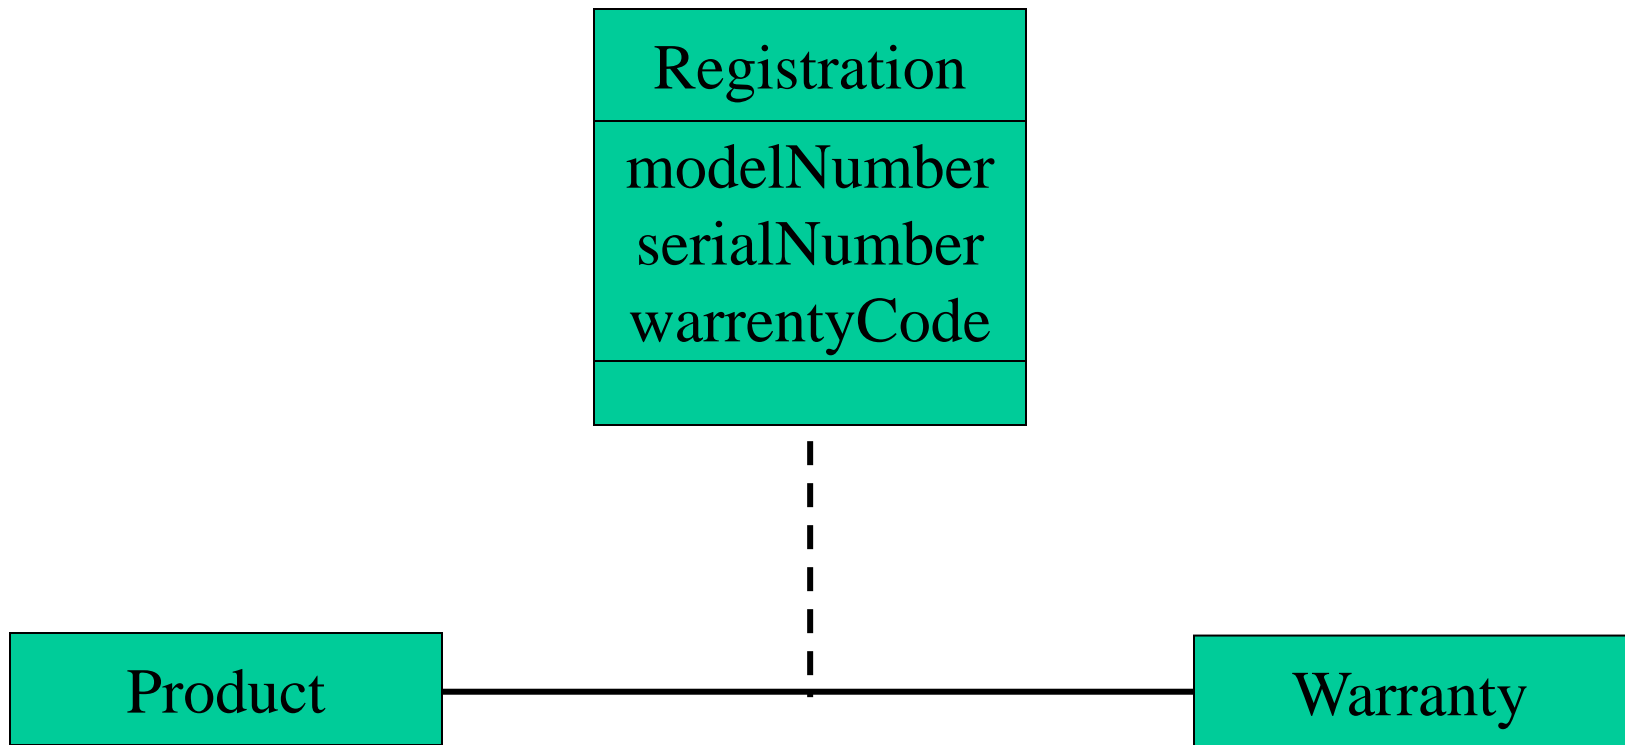 Registration
modelNumber
serialNumber
warrentyCode
Product
Warranty